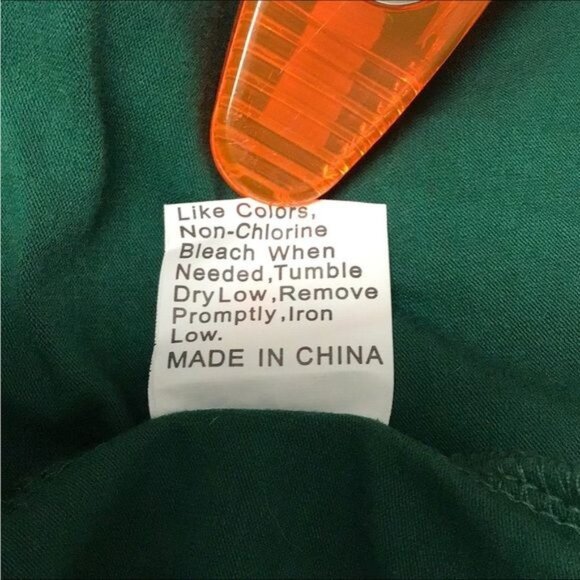 Like Colors,
Non-Chlorine
Bleach When
Needed,Tumble
Dry Low,Remove
Promptly,Iron
Low.
MADE IN CHINA